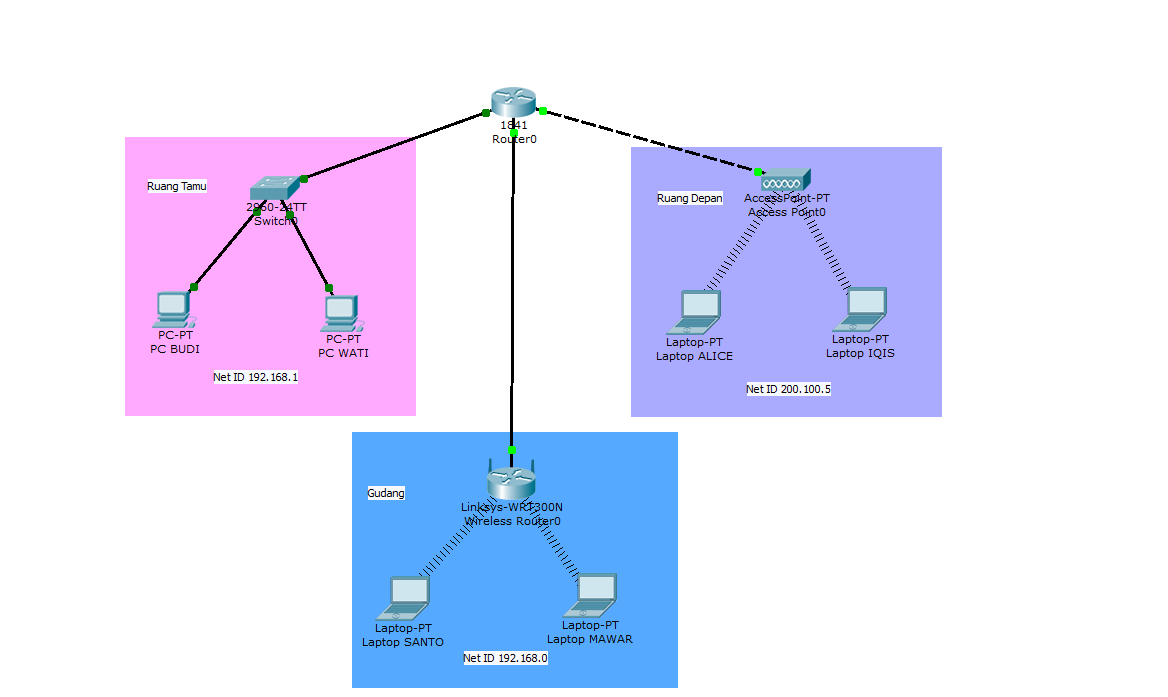 1841
Router0
Ruang Tamu
2960-24TT
Switch0
PC-PT
PC BUDI
PC-PT
PC WATI
Net ID 192.168.1
Ruang Depan
AccessPoint-PT
Access Point0
Laptop-PT
Laptop ALICE
Laptop-PT
Laptop IQIS
Net ID 200.100.5
Gudang
Linksys-WRT300N
Wireless Router0
Laptop-PT
Laptop SANTO
Laptop-PT
Laptop MAWAR
Net ID 192.168.0